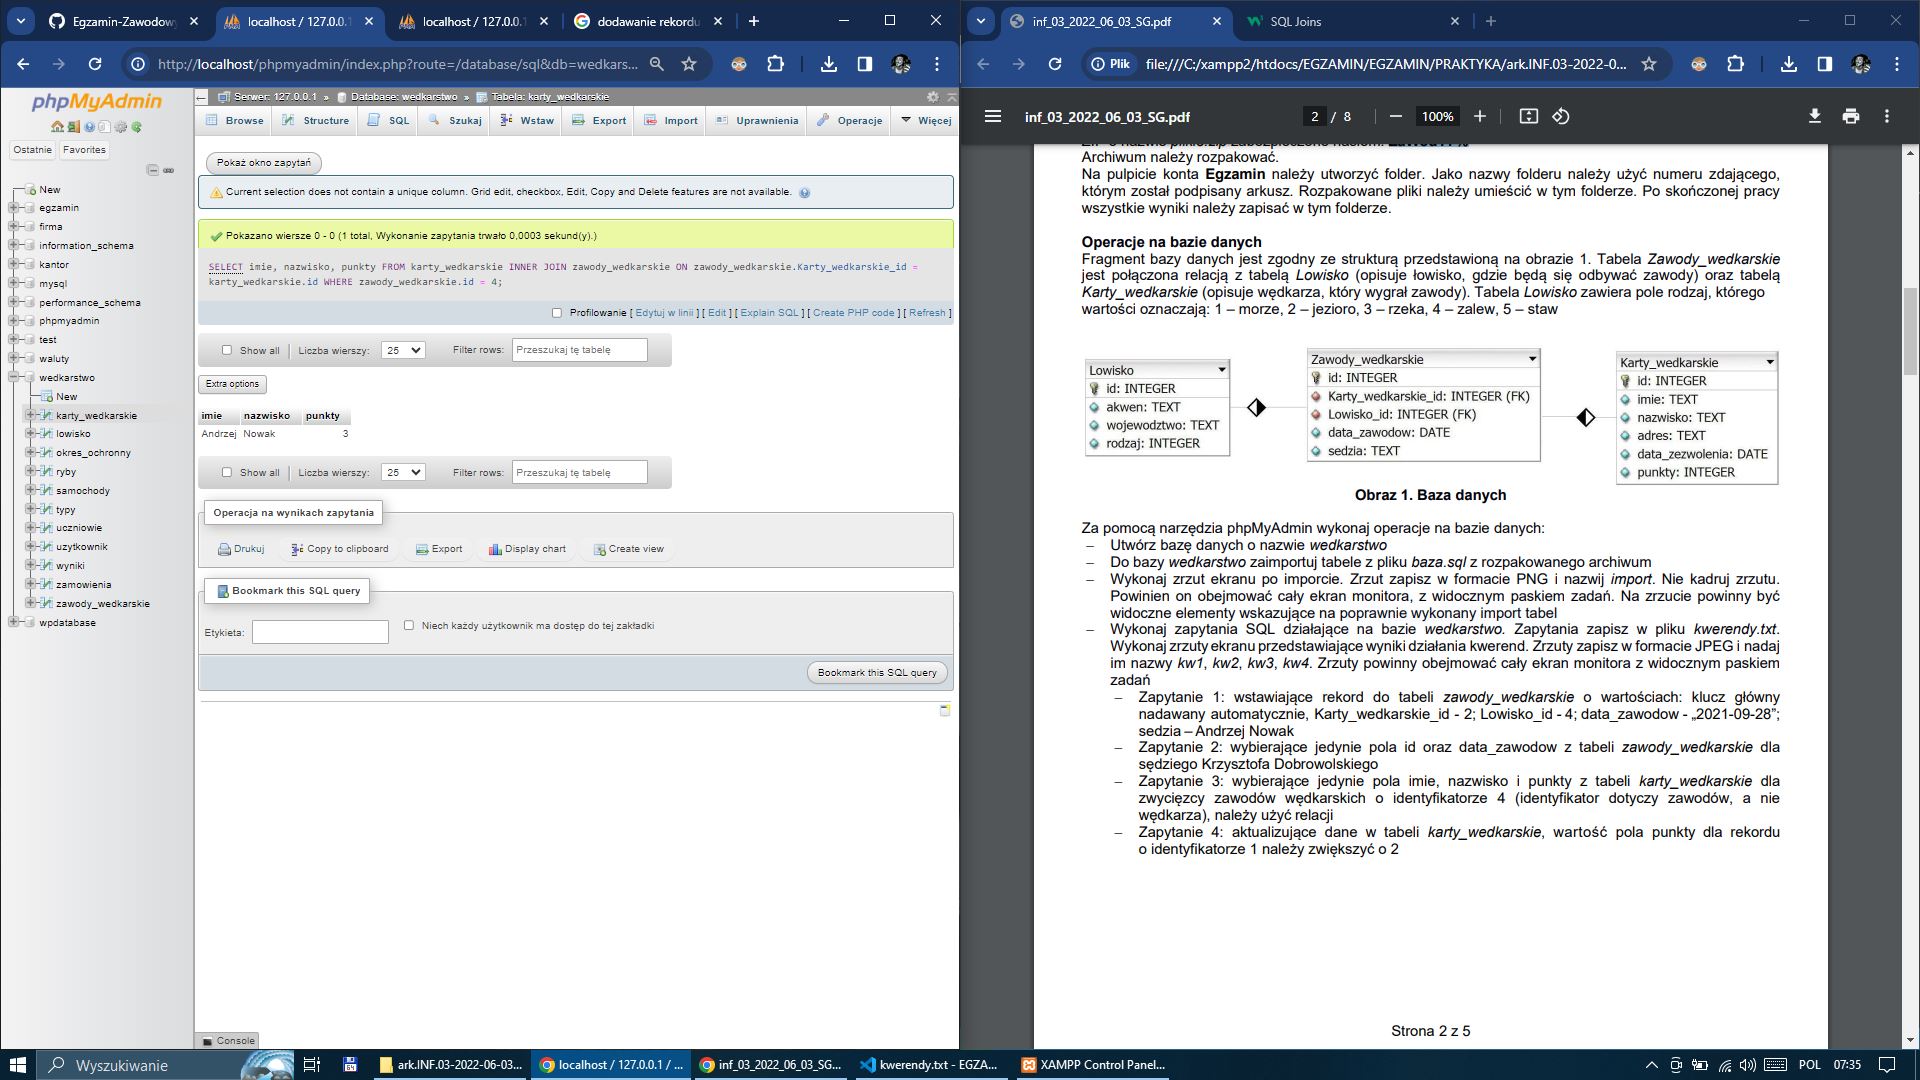 Egzamin-Zawodowy
localhost / 127.0.0.1
localhost / 127.0.0.1
dodawanie rekordu
http://localhost/phpmyadmin/index.php?route=/database/sql&db=wedkars...
phpMyAdmin
Ostatnie
Favorites
New
egzamin
firma
information_schema
kantor
mysql
performance_schema
phpmyadmin
test
waluty
wedkarstwo
New
karty_wedkarskie
lowisko
okres_ochronny
ryby
samochody
typy
uczniowie
uzytkownik
wyniki
zamowienia
zawody_wedkarskie
wpdatabase
Serwer: 127.0.0.1 » Database: wedkarstwo » Tabela: karty_wedkarskie
Browse Structure SQL Szukaj Wstaw Export Import Uprawnienia Operacje Więcej
Pokaż okno zapytań
Current selection does not contain a unique column. Grid edit, checkbox, Edit, Copy and Delete features are not available.
Pokazano wiersze 0 - 0 (1 total, Wykonanie zapytania trwało 0,0003 sekund(y).)
SELECT imie, nazwisko, punkty FROM karty_wedkarskie INNER JOIN zawody_wedkarskie ON zawody_wedkarskie.Karty_wedkarskie_id =
karty_wedkarskie.id WHERE zawody_wedkarskie.id = 4;
Profilowanie [ Edytuj w linii ] [ Edit ] [ Explain SQL ] [ Create PHP code ] [ Refresh ]
Show all Liczba wierszy: 25 Filter rows: Przeszukaj tę tabelę
Extra options
imie nazwisko punkty
Andrzej Nowak 3
Show all Liczba wierszy: 25 Filter rows: Przeszukaj tę tabelę
Operacja na wynikach zapytania
Drukuj Copy to clipboard Export Display chart Create view
Bookmark this SQL query
Etykieta:
Niech każdy użytkownik ma dostęp do tej zakładki
Bookmark this SQL query
Console
inf_03_2022_06_03_SG.pdf
SQL Joins
Plik file:///C:/xampp2/htdocs/EGZAMIN/EGZAMIN/PRAKTYKA/ark.INF.03-2022-0...
inf_03_2022_06_03_SG.pdf
2 / 8
100%
Archiwum należy rozpakować.
Na pulpicie konta Egzamin należy utworzyć folder. Jako nazwy folderu należy użyć numeru zdającego,
którym został podpisany arkusz. Rozpakowane pliki należy umieścić w tym folderze. Po skończonej pracy
wszystkie wyniki należy zapisać w tym folderze.
Operacje na bazie danych
Fragment bazy danych jest zgodny ze strukturą przedstawioną na obrazie 1. Tabela Zawody_wedkarskie
jest połączona relacją z tabelą Lowisko (opisuje łowisko, gdzie będą się odbywać zawody) oraz tabelą
Karty_wedkarskie (opisuje wędkarza, który wygrał zawody). Tabela Lowisko zawiera pole rodzaj, którego
wartości oznaczają: 1 – morze, 2 – jezioro, 3 – rzeka, 4 – zalew, 5 – staw
Lowisko
id: INTEGER
akwen: TEXT
wojewodztwo: TEXT
rodzaj: INTEGER
Zawody_wedkarskie
id: INTEGER
Karty_wedkarskie_id: INTEGER (FK)
Lowisko_id: INTEGER (FK)
data_zawodow: DATE
sedzia: TEXT
Karty_wedkarskie
id: INTEGER
imie: TEXT
nazwisko: TEXT
adres: TEXT
data_zezwolenia: DATE
punkty: INTEGER
Obraz 1. Baza danych
Za pomocą narzędzia phpMyAdmin wykonaj operacje na bazie danych:
– Utwórz bazę danych o nazwie wedkarstwo
– Do bazy wedkarstwo zaimportuj tabele z pliku baza.sql z rozpakowanego archiwum
– Wykonaj zrzut ekranu po imporcie. Zrzut zapisz w formacie PNG i nazwij import. Nie kadruj zrzutu.
Powinien on obejmować cały ekran monitora, z widocznym paskiem zadań. Na zrzucie powinny być
widoczne elementy wskazujące na poprawnie wykonany import tabel
– Wykonaj zapytania SQL działające na bazie wedkarstwo. Zapytania zapisz w pliku kwerendy.txt.
Wykonaj zrzuty ekranu przedstawiające wyniki działania kwerend. Zrzuty zapisz w formacie JPEG i nadaj
im nazwy kw1, kw2, kw3, kw4. Zrzuty powinny obejmować cały ekran monitora z widocznym paskiem
zadań
– Zapytanie 1: wstawiające rekord do tabeli zawody_wedkarskie o wartościach: klucz główny
nadawany automatycznie, Karty_wedkarskie_id - 2; Lowisko_id - 4; data_zawodow - „2021-09-28”;
sedzia – Andrzej Nowak
– Zapytanie 2: wybierające jedynie pola id oraz data_zawodow z tabeli zawody_wedkarskie dla
sędziego Krzysztofa Dobrowolskiego
– Zapytanie 3: wybierające jedynie pola imie, nazwisko i punkty z tabeli karty_wedkarskie dla
zwycięzcy zawodów wędkarskich o identyfikatorze 4 (identyfikator dotyczy zawodów, a nie
wędkarza), należy użyć relacji
– Zapytanie 4: aktualizujące dane w tabeli karty_wedkarskie, wartość pola punkty dla rekordu
o identyfikatorze 1 należy zwiększyć o 2
Strona 2 z 5
Wyszukiwanie
ark.INF.03-2022-06-03...
localhost / 127.0.0.1 / ...
inf_03_2022_06_03_SG...
kwerendy.txt - EGZA...
XAMPP Control Panel...
POL 07:35